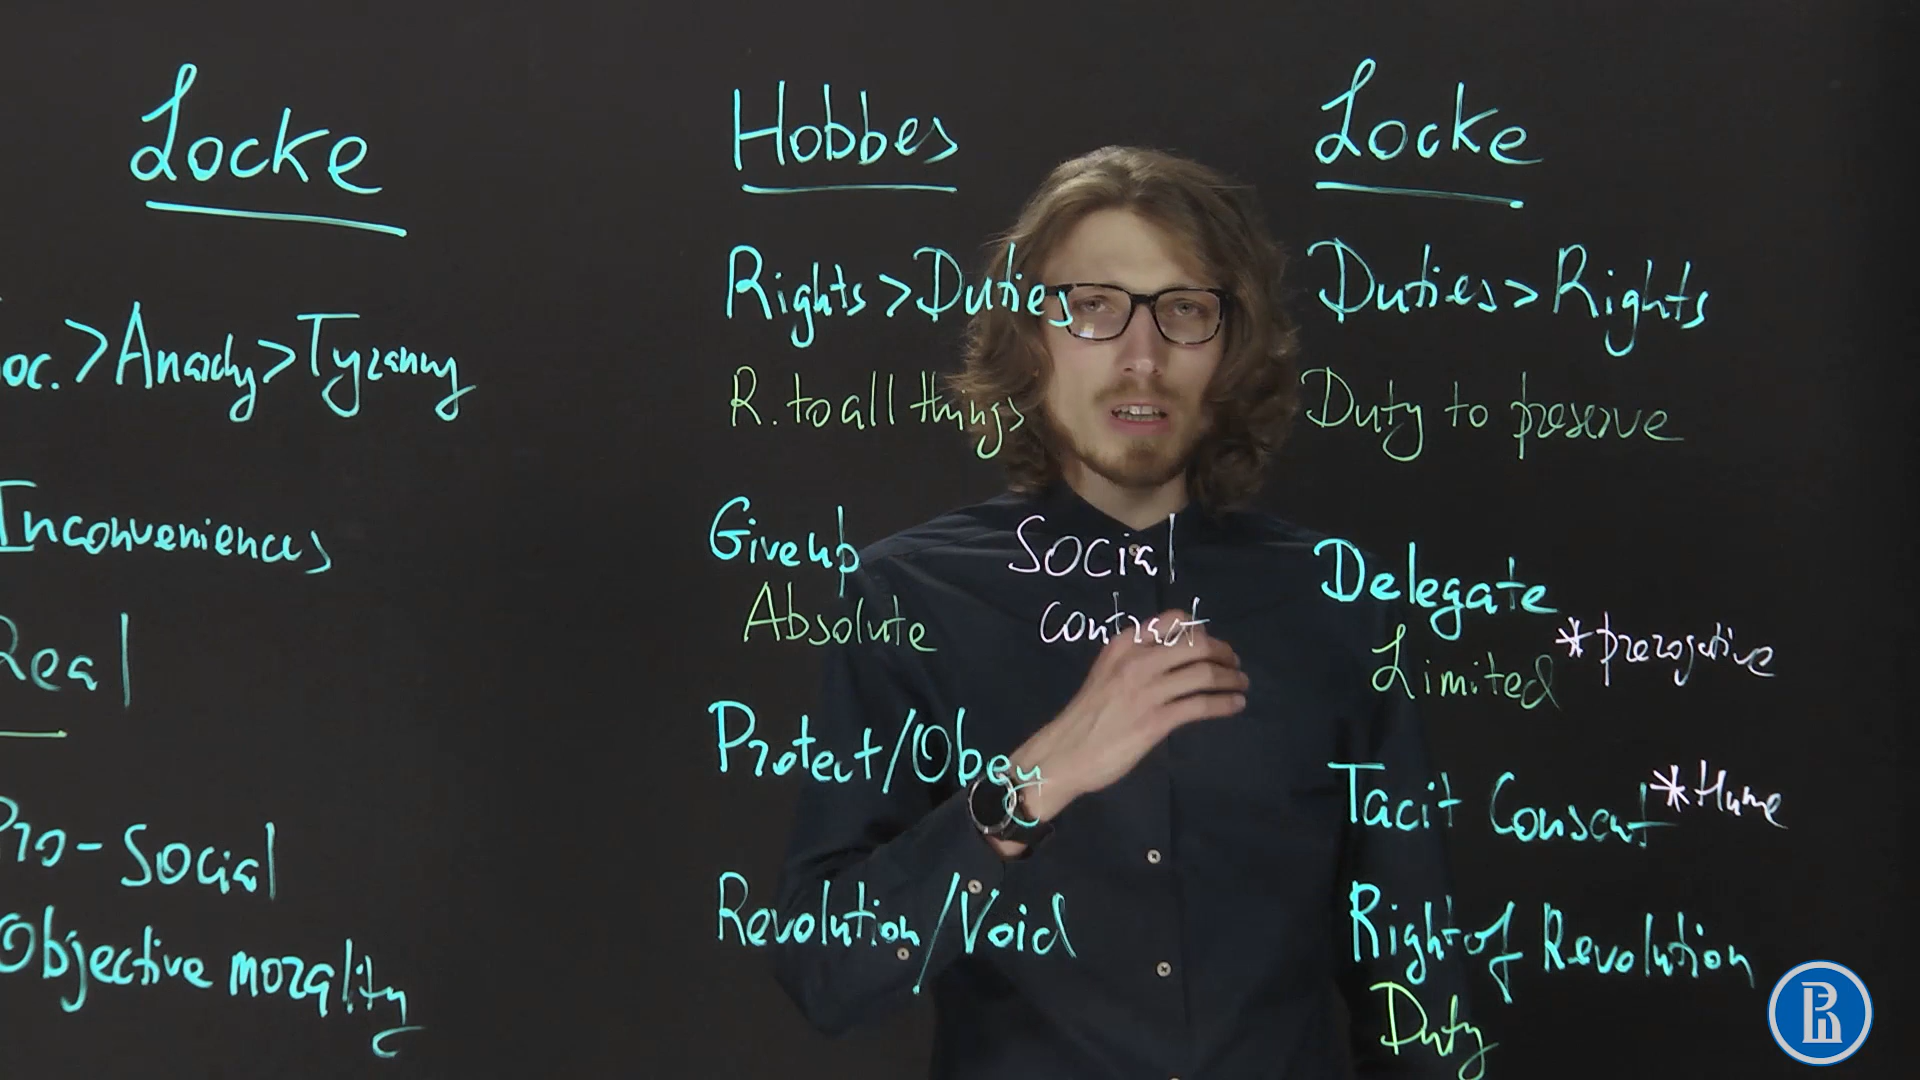 Locke
oc. > Anarchy > Tyranny
Inconveniences
Real
Pro-Social
Objective morality
Hobbes
Rights > Duties
R. to all things
Give up
Absolute
Protect/Obey
Revolution/Void
Social
contract
Locke
Duties > Rights
Duty to preserve
Delegate
Limited *prerogative
Tacit Consent *Hume
Right of Revolution
Duty